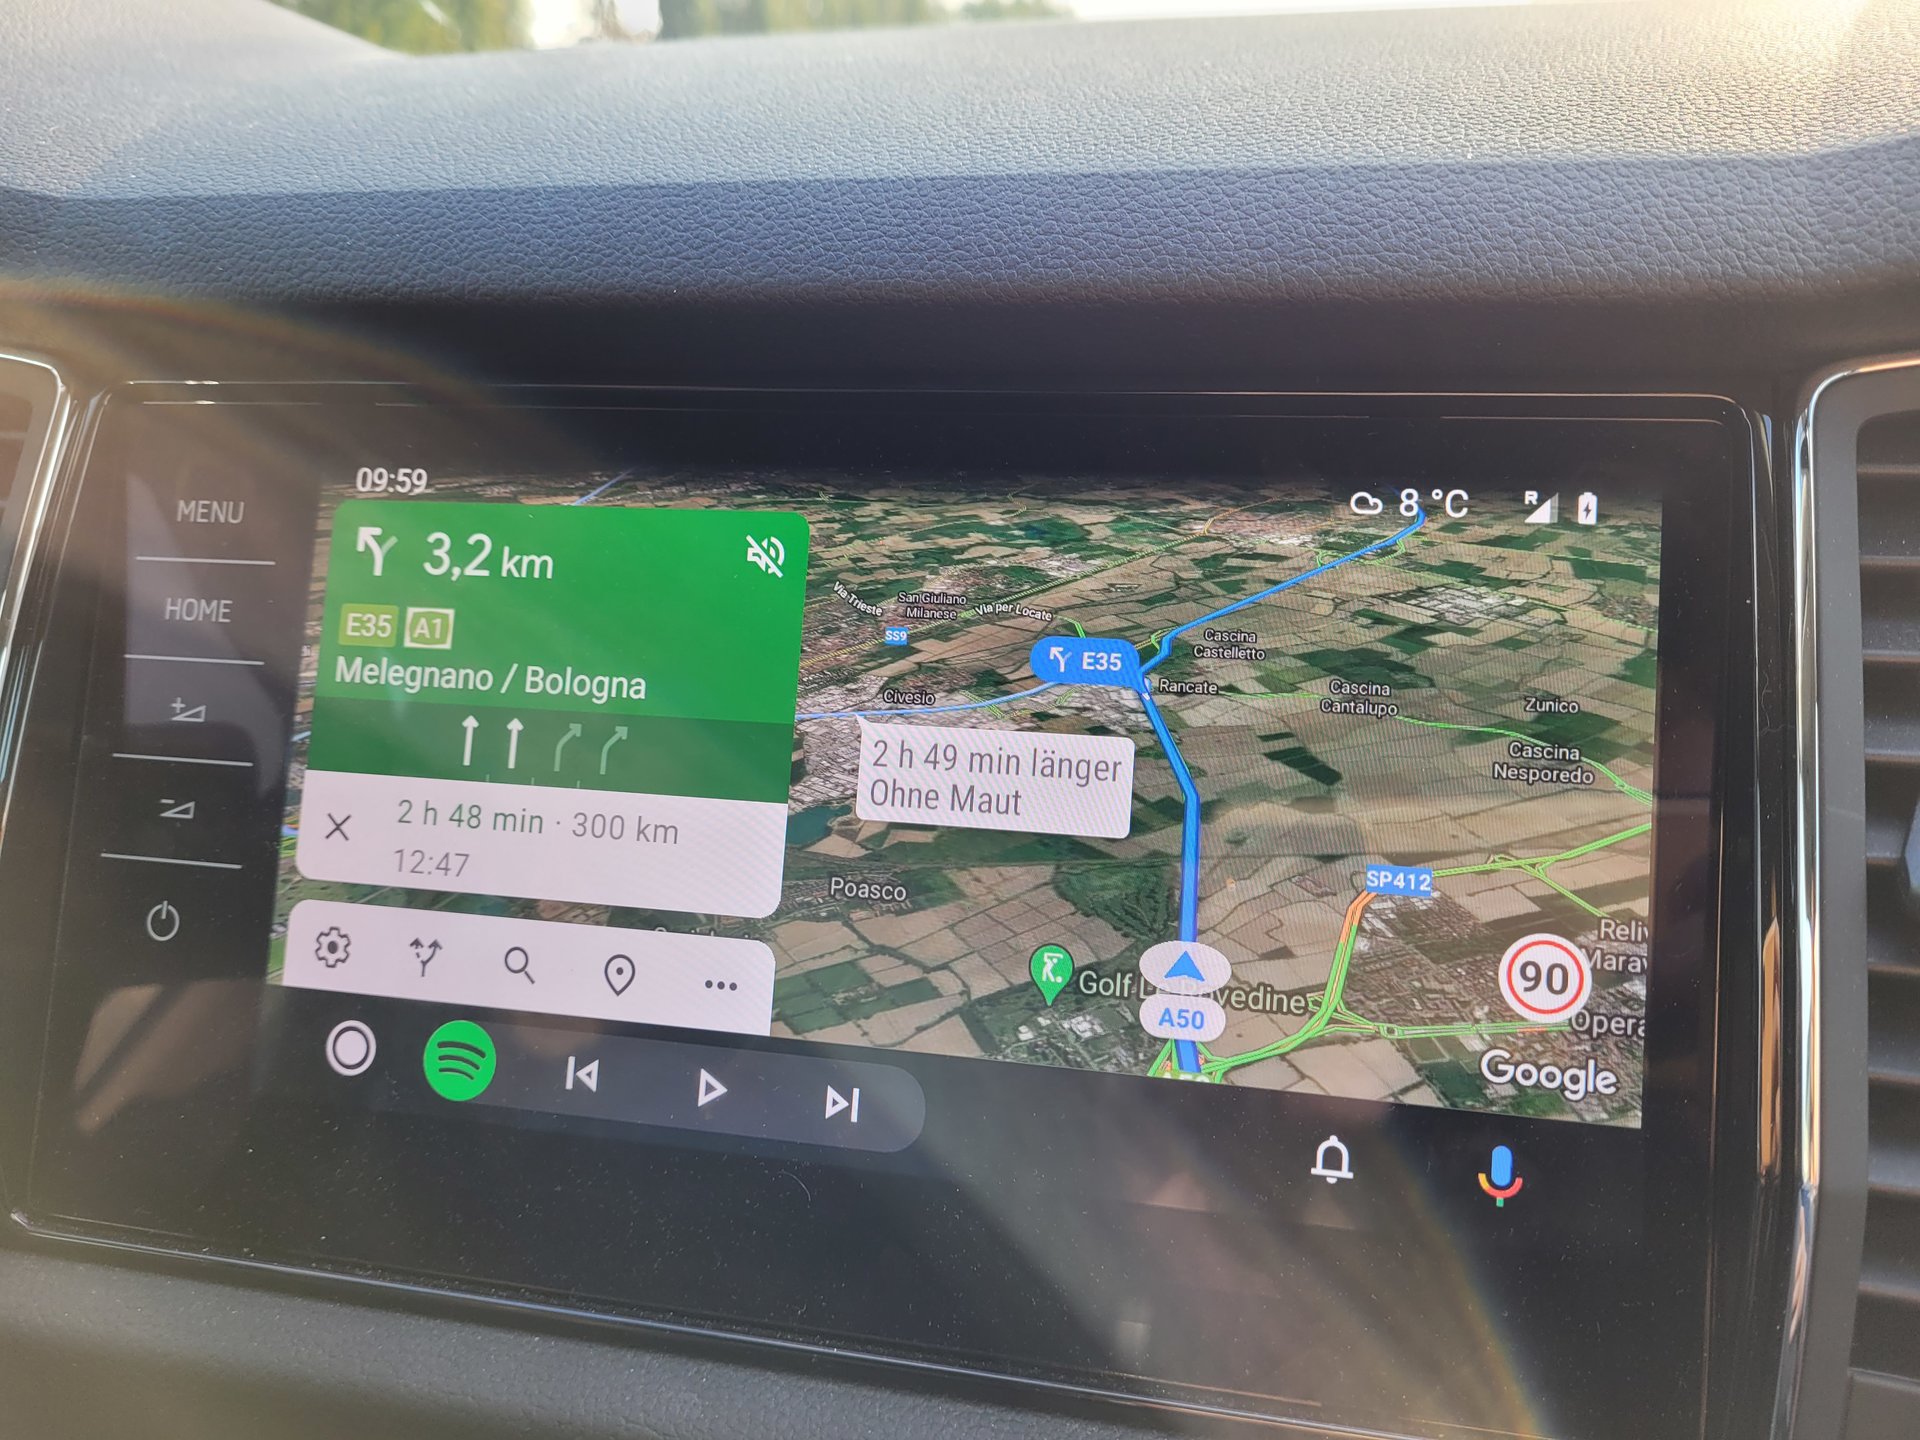 09:59
8 °C
R
MENU
HOME
3,2 km
E35 A1
Melegnano / Bologna
2 h 48 min · 300 km
12:47
Via Trieste
San Giuliano
Milanese
Via per Locate
SS9
E35
Cascina
Castelletto
Civesio
Rancate
Cascina
Cantalupo
Zunico
Cascina
Nesporedo
2 h 49 min länger
Ohne Maut
Poasco
SP412
Golf
A50
90
Opera
Google